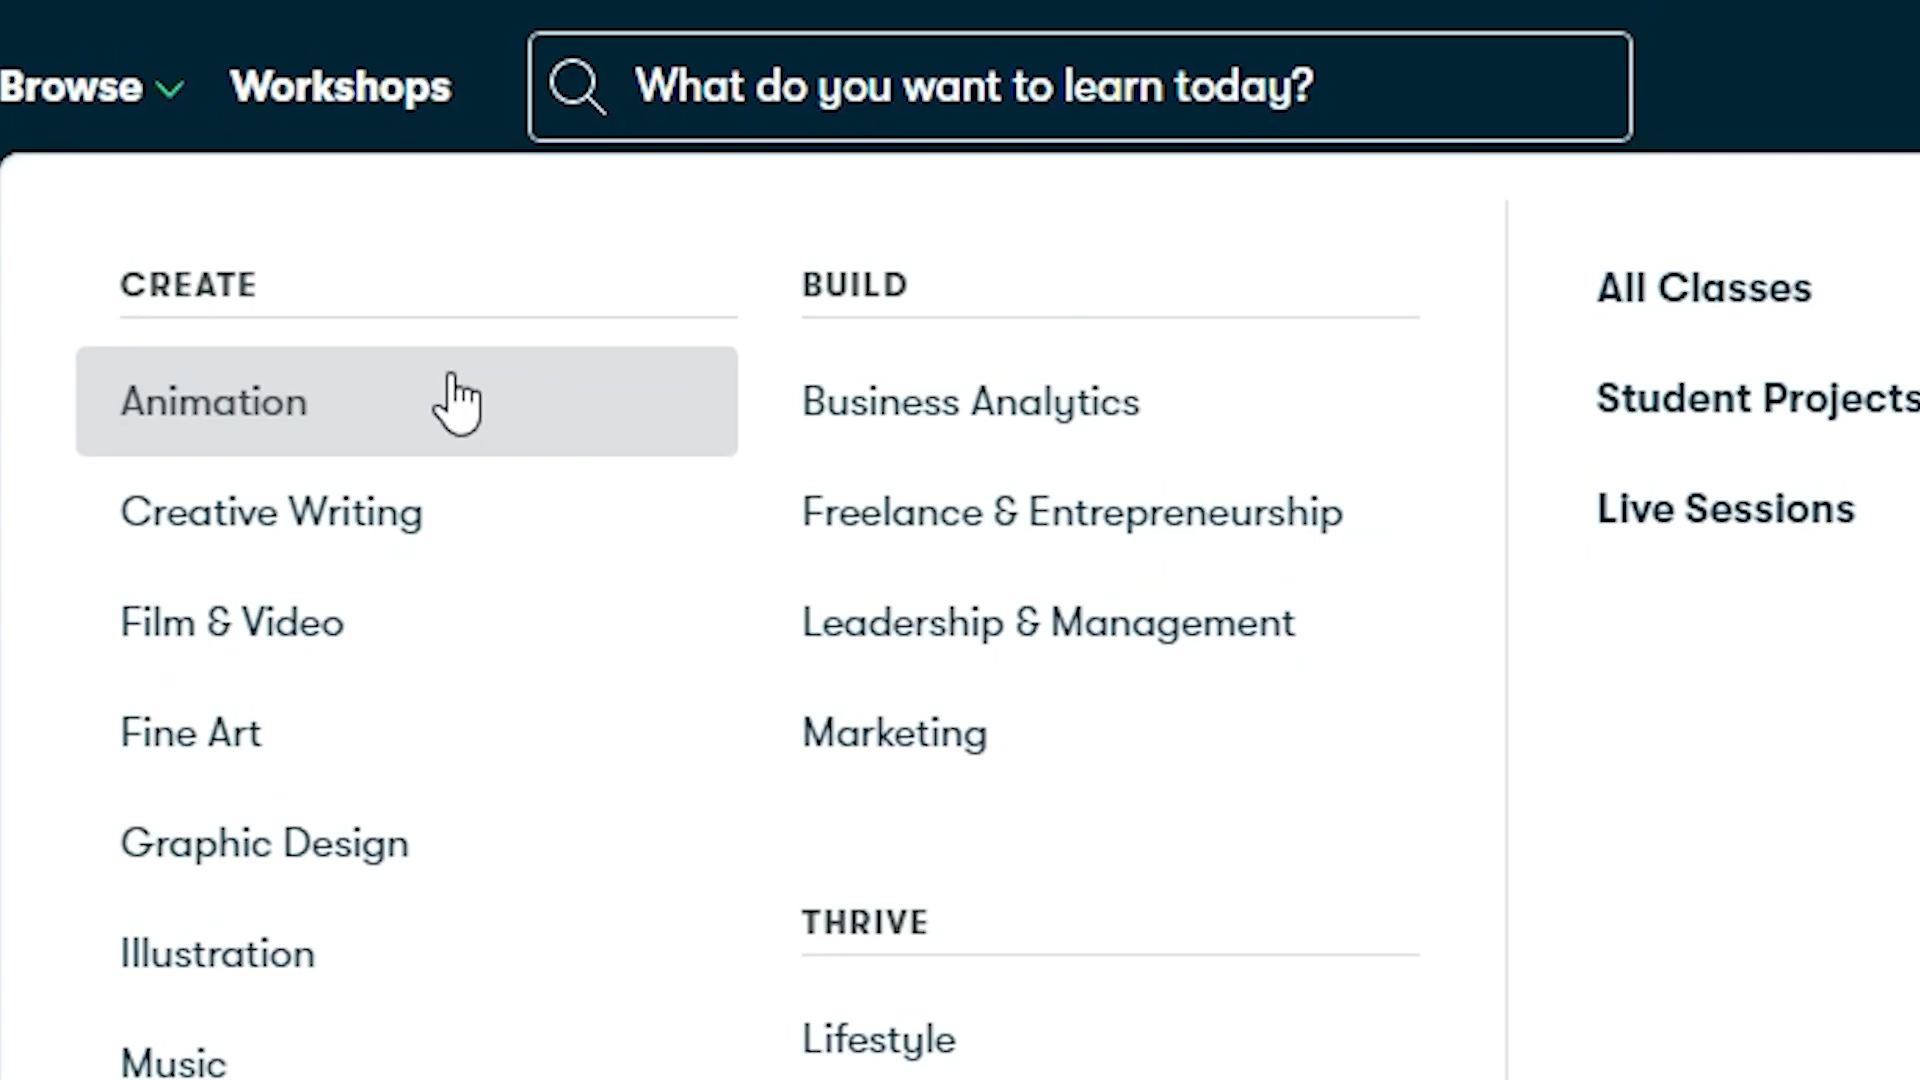 Browse
Workshops
What do you want to learn today?
CREATE
Animation
Creative Writing
Film & Video
Fine Art
Graphic Design
Illustration
Music
BUILD
Business Analytics
Freelance & Entrepreneurship
Leadership & Management
Marketing
THRIVE
Lifestyle
All Classes
Student Projects
Live Sessions